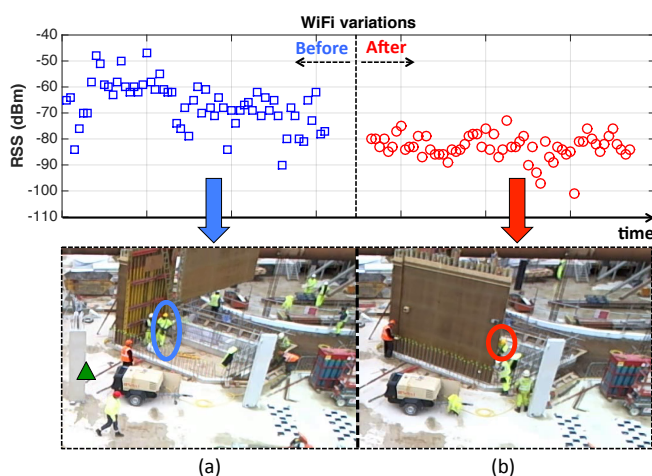 WiFi variations
-40
-50
-60
-70
-80
-90
-100
-110
RSS (dBm)
Before
After
time
(a)
(b)